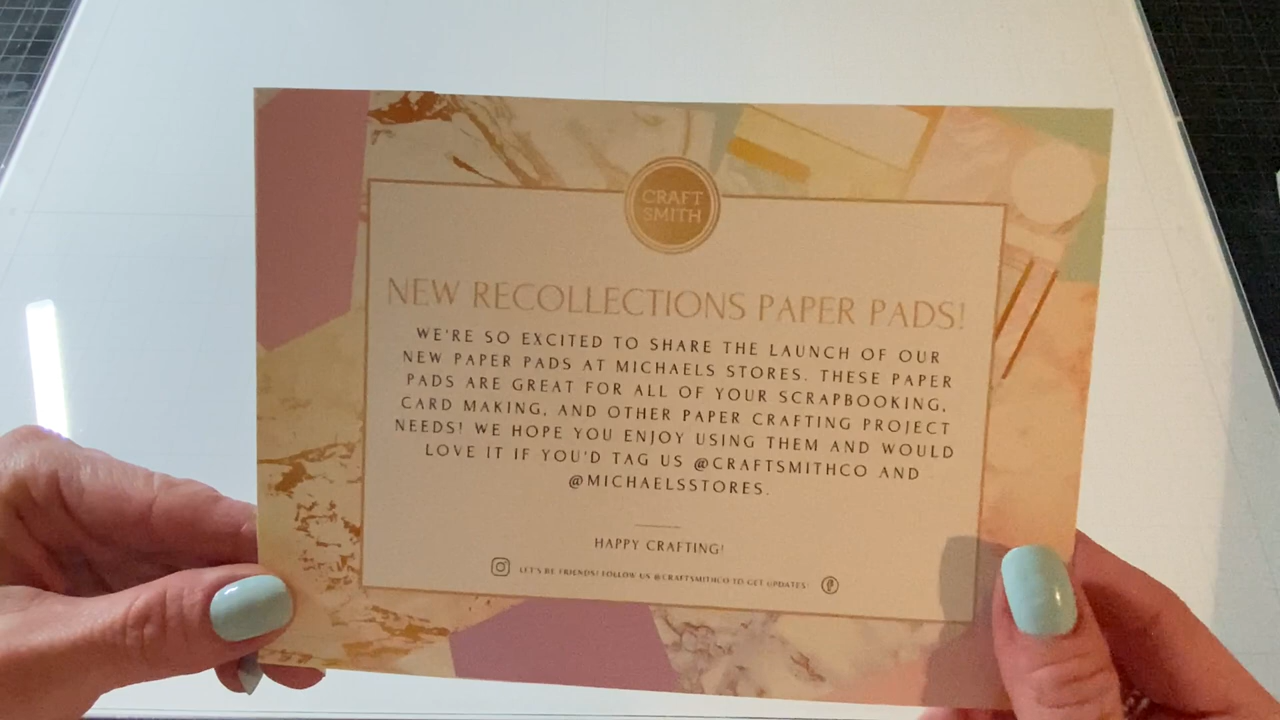 CRAFT
SMITH
NEW RECOLLECTIONS PAPER PADS!
WE'RE SO EXCITED TO SHARE THE LAUNCH OF OUR
NEW PAPER PADS AT MICHAELS STORES. THESE PAPER
PADS ARE GREAT FOR ALL OF YOUR SCRAPBOOKING,
CARD MAKING, AND OTHER PAPER CRAFTING PROJECT
NEEDS! WE HOPE YOU ENJOY USING THEM AND WOULD
LOVE IT IF YOU'D TAG US @CRAFTSMITHCO AND
@MICHAELSSTORES.
HAPPY CRAFTING!
LET'S BE FRIENDS! FOLLOW US @CRAFTSMITHCO TO GET UPDATES!